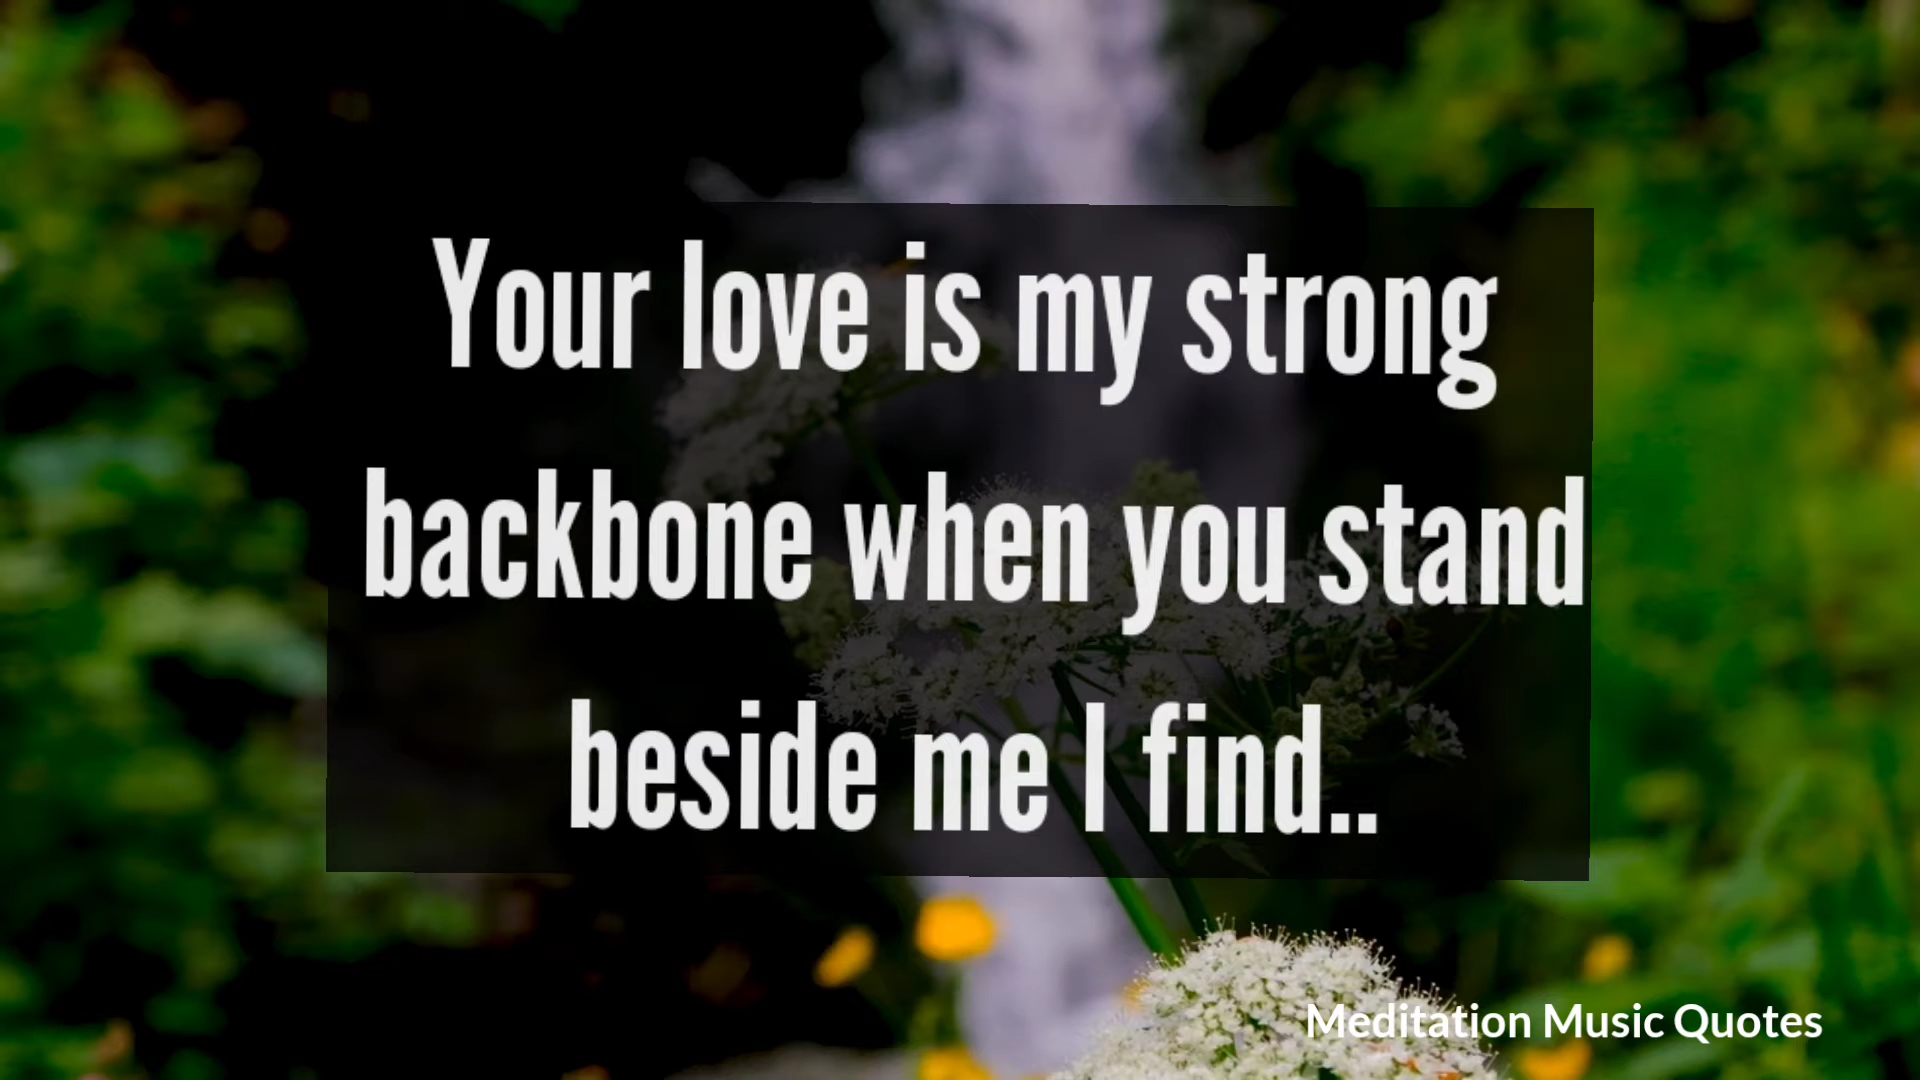 Your love is my strong
backbone when you stand
beside me I find..
Meditation Music Quotes